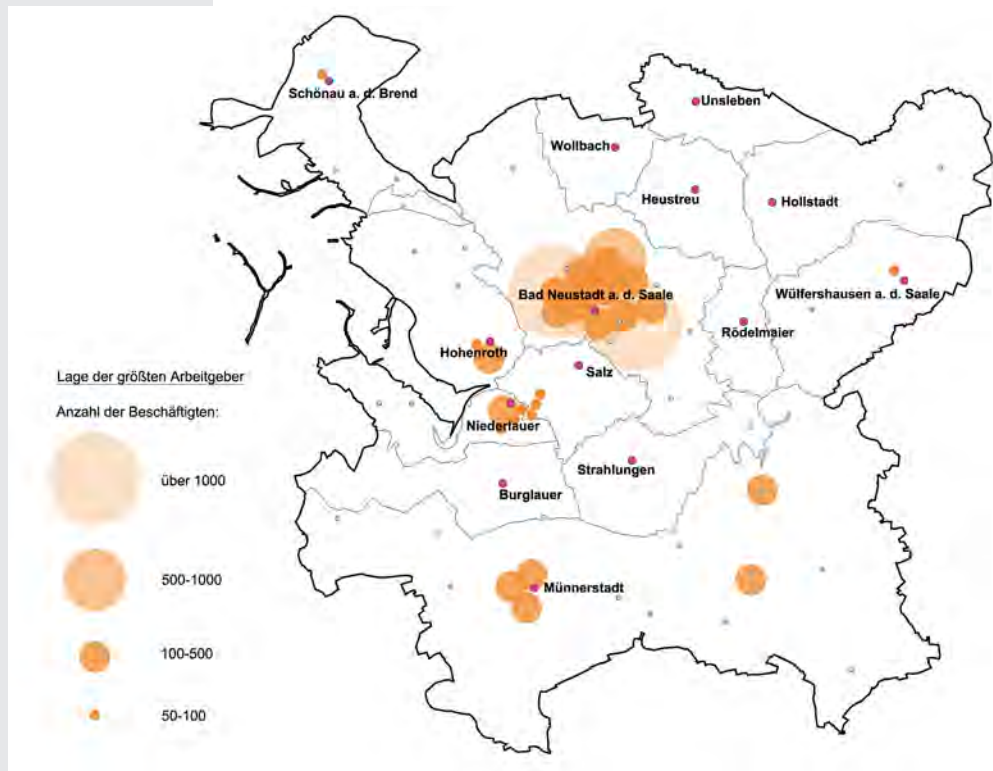 Schönau a. d. Brend
Unsleben
Wollbach
Heustreu
Hollstadt
Bad Neustadt a. d. Saale
Wülfershausen a. d. Saale
Rödelmaier
Hohenroth
Salz
Niederlauer
Strahlungen
Burglauer
Münnerstadt
Lage der größten Arbeitgeber
Anzahl der Beschäftigten:
über 1000
500-1000
100-500
50-100